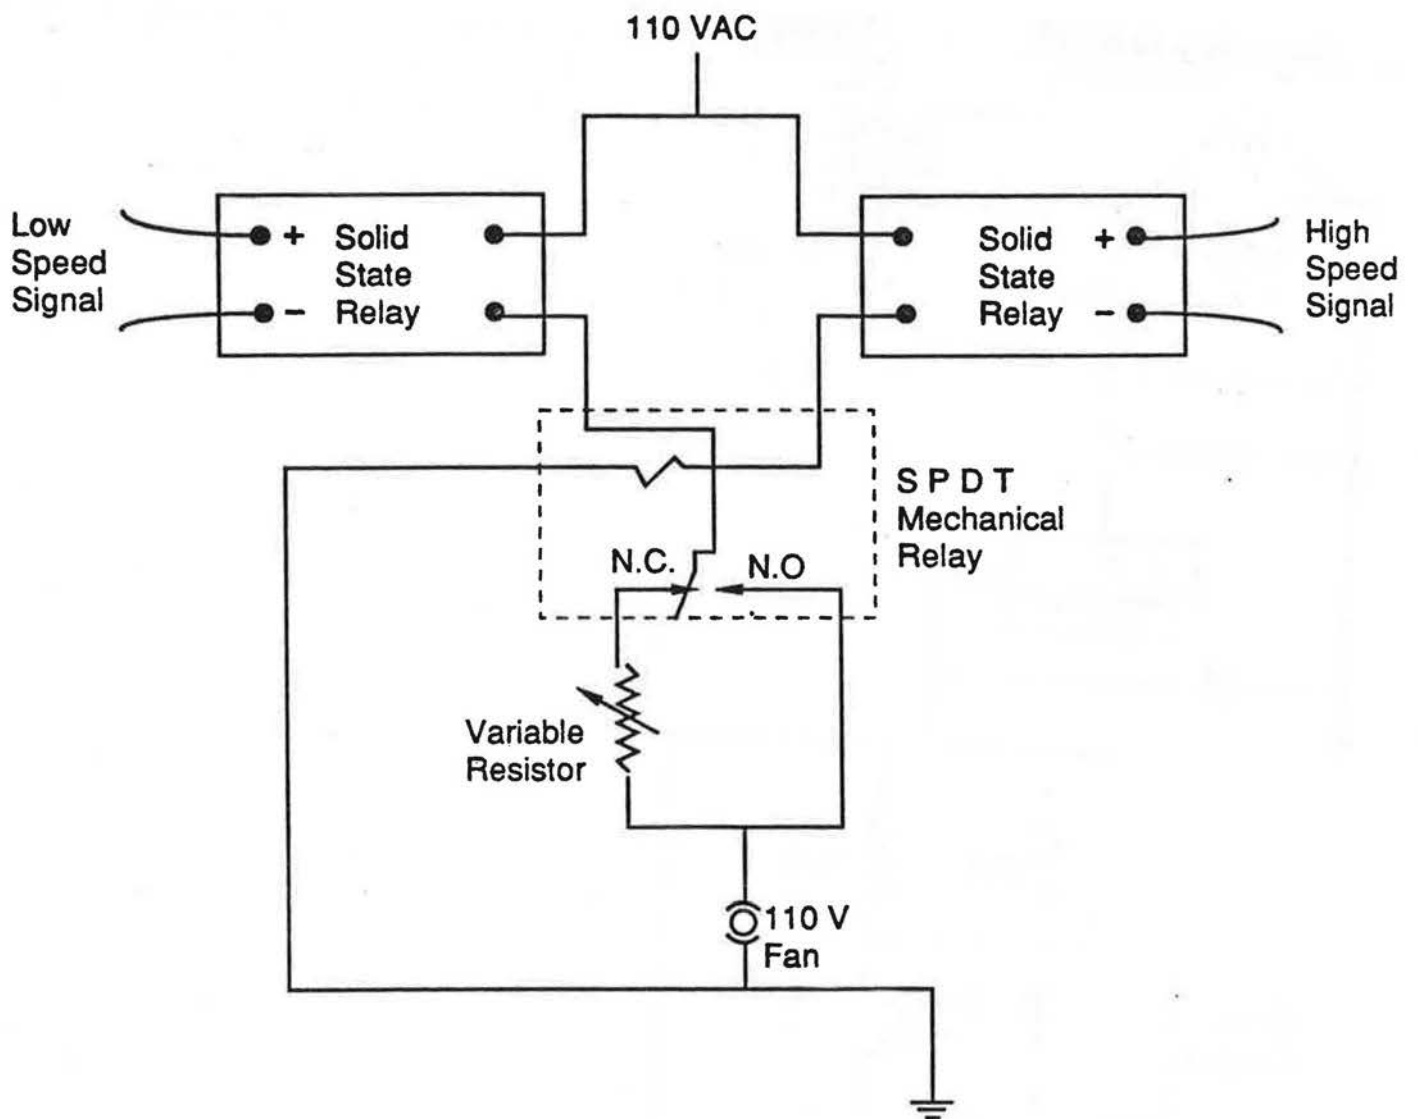 110 VAC
Low
Speed
Signal
+ Solid
State
- Relay
Solid +
State
Relay -
High
Speed
Signal
S P D T
Mechanical
Relay
N.C.
N.O
Variable
Resistor
110 V
Fan